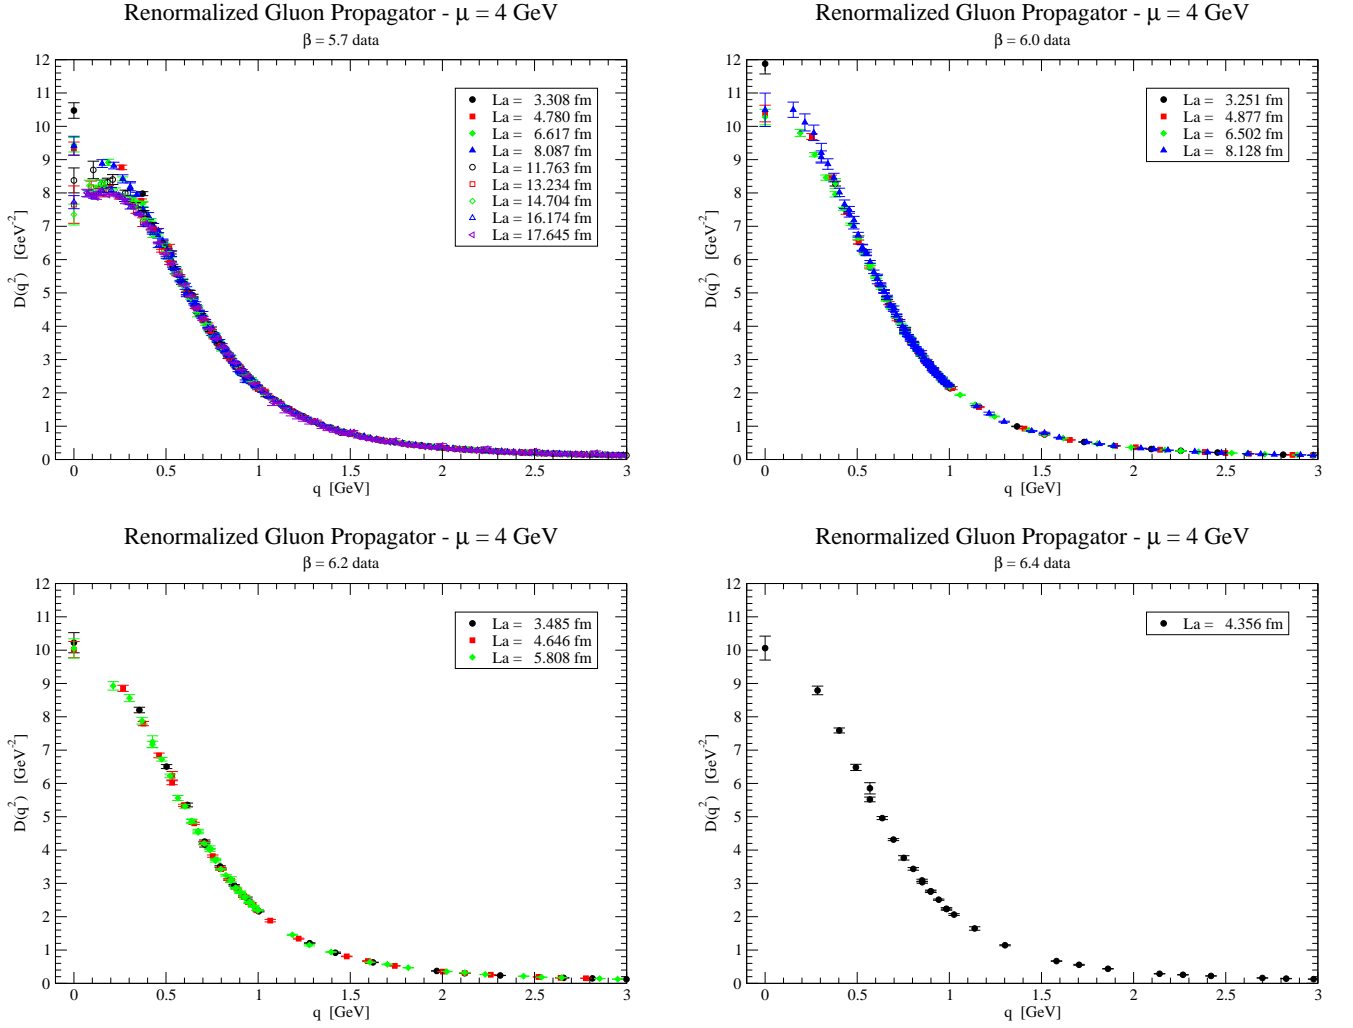 Renormalized Gluon Propagator - μ = 4 GeV
β = 5.7 data
12
11
10
9
8
7
6
5
4
3
2
1
0
D(q²) [GeV⁻²]
La = 3.308 fm
La = 4.780 fm
La = 6.617 fm
La = 8.087 fm
La = 11.763 fm
La = 13.234 fm
La = 14.704 fm
La = 16.174 fm
La = 17.645 fm
0 0.5 1 1.5 2 2.5 3
q [GeV]
Renormalized Gluon Propagator - μ = 4 GeV
β = 6.0 data
12
11
10
9
8
7
6
5
4
3
2
1
0
D(q²) [GeV⁻²]
La = 3.251 fm
La = 4.877 fm
La = 6.502 fm
La = 8.128 fm
0 0.5 1 1.5 2 2.5 3
q [GeV]
Renormalized Gluon Propagator - μ = 4 GeV
β = 6.2 data
12
11
10
9
8
7
6
5
4
3
2
1
0
D(q²) [GeV⁻²]
La = 3.485 fm
La = 4.646 fm
La = 5.808 fm
0 0.5 1 1.5 2 2.5 3
q [GeV]
Renormalized Gluon Propagator - μ = 4 GeV
β = 6.4 data
12
11
10
9
8
7
6
5
4
3
2
1
0
D(q²) [GeV⁻²]
La = 4.356 fm
0 0.5 1 1.5 2 2.5 3
q [GeV]